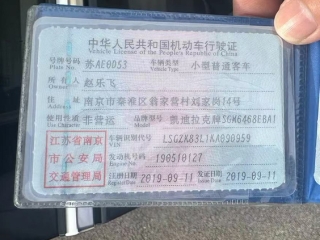 中华人民共和国机动车行驶证
Vehicle License of the People's Republic of China
号牌号码 Plate No. 苏AE0D53 车辆类型 Vehicle Type 小型普通客车
所有人 Owner 赵乐飞
住址 南京市秦淮区翁家营村刘家岗14号
使用性质 Use Character 非营运 品牌型号 Model 凯迪拉克牌SGM6468EBA1
江苏省南京市公安局交通管理局
车辆识别代号 VIN LSGZK83L1KA090959
发动机号码 190510127
注册日期 Register Date 2019-09-11 发证日期 Issue Date 2019-09-11